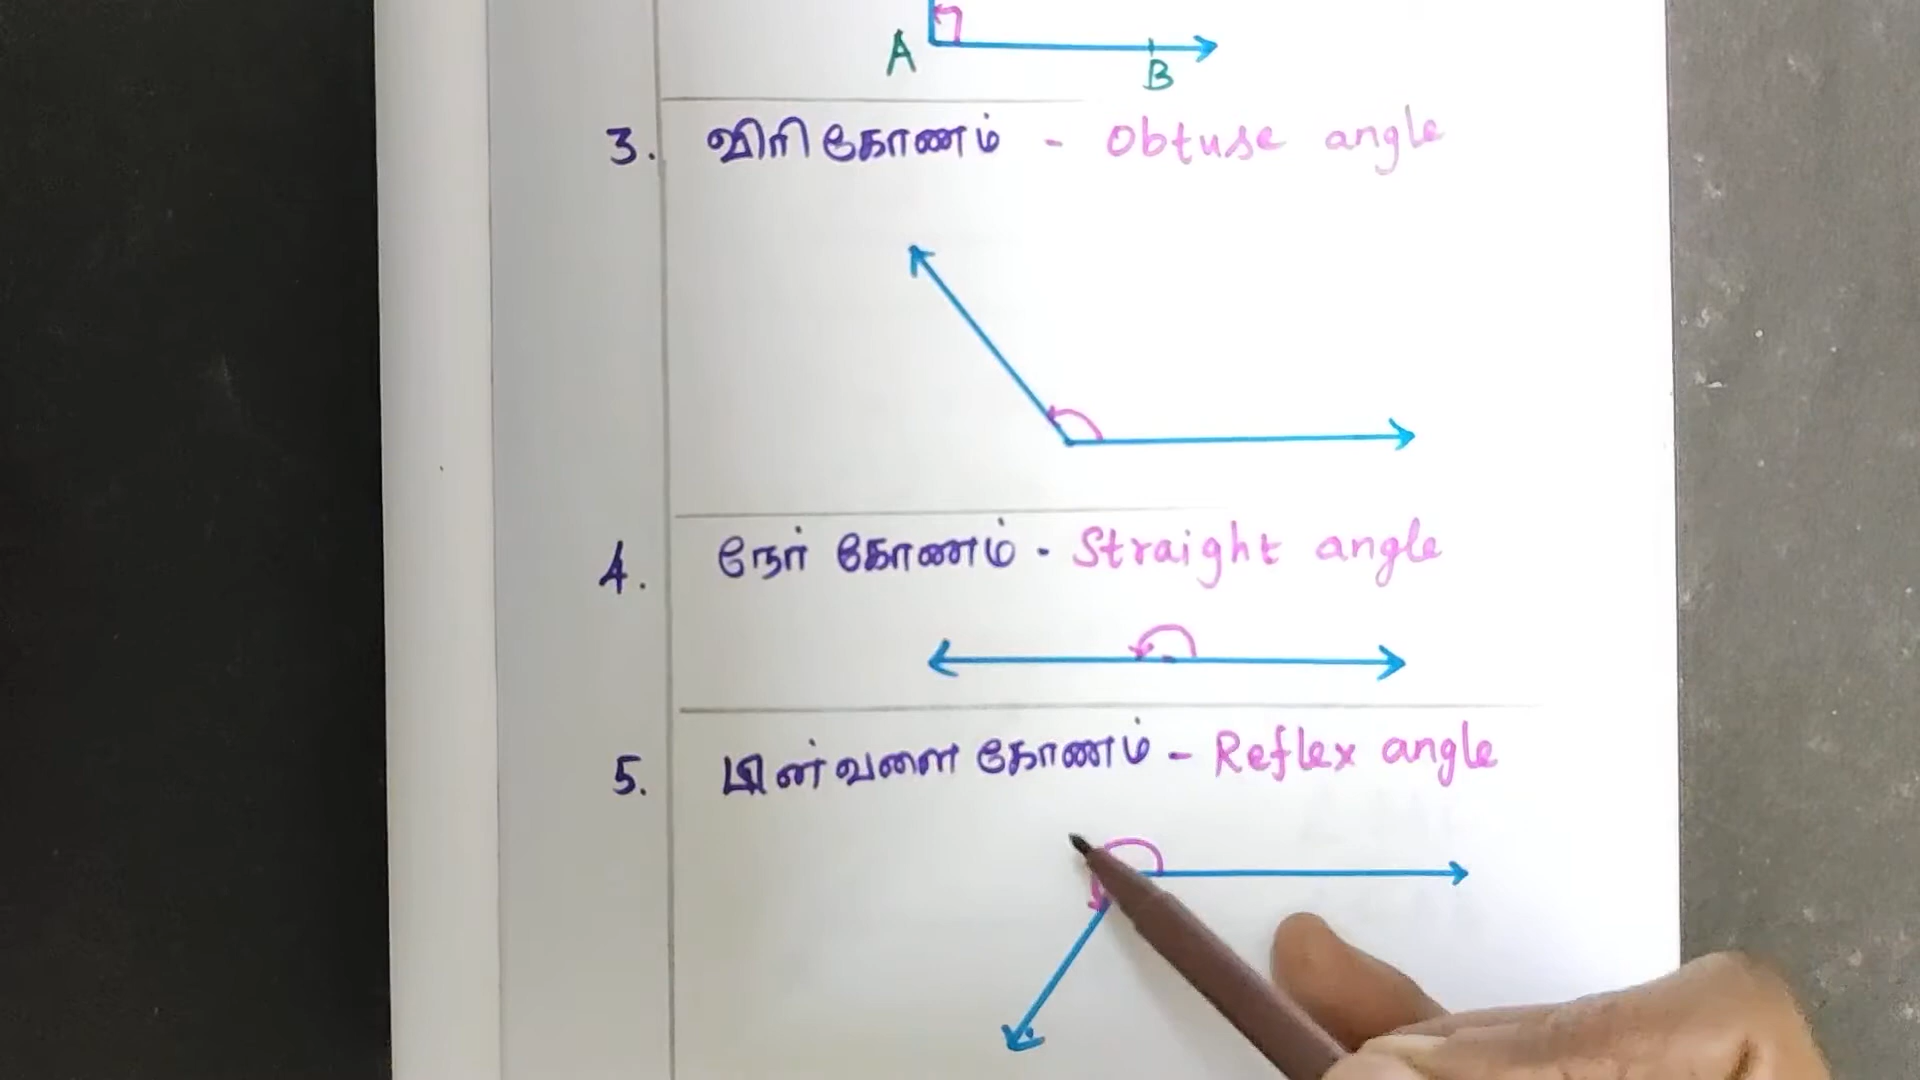 A
B
3. விரிகோணம் - Obtuse angle
4. நேர் கோணம் - Straight angle
5. பின்வளை கோணம் - Reflex angle